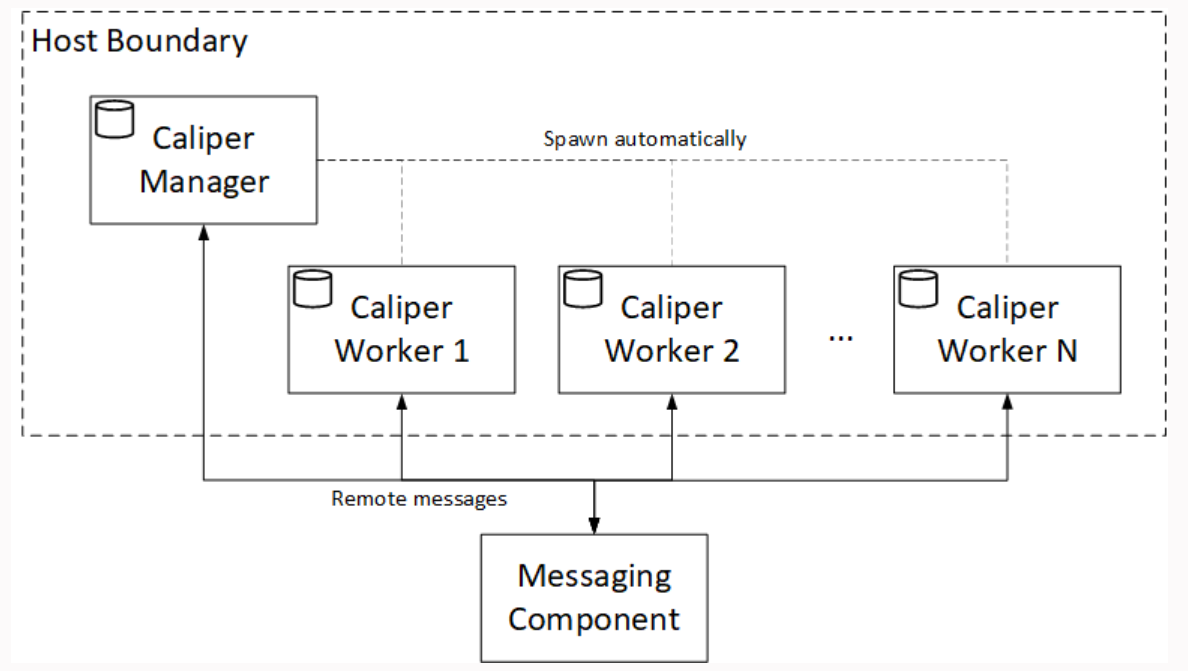 Host Boundary
Caliper
Manager
Spawn automatically
Caliper
Worker 1
Caliper
Worker 2
...
Caliper
Worker N
Remote messages
Messaging
Component